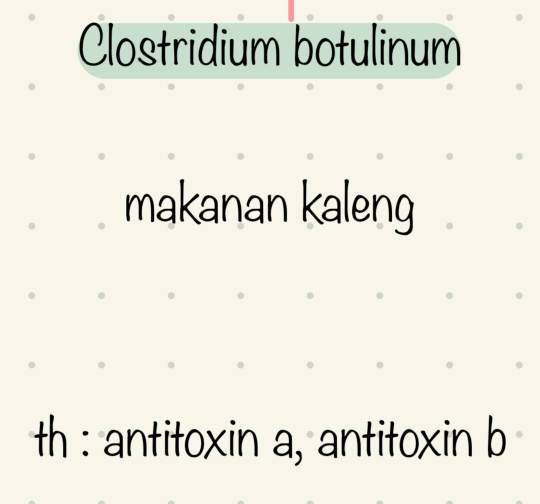 Clostridium botulinum
makanan kaleng
th : antitoxin a, antitoxin b